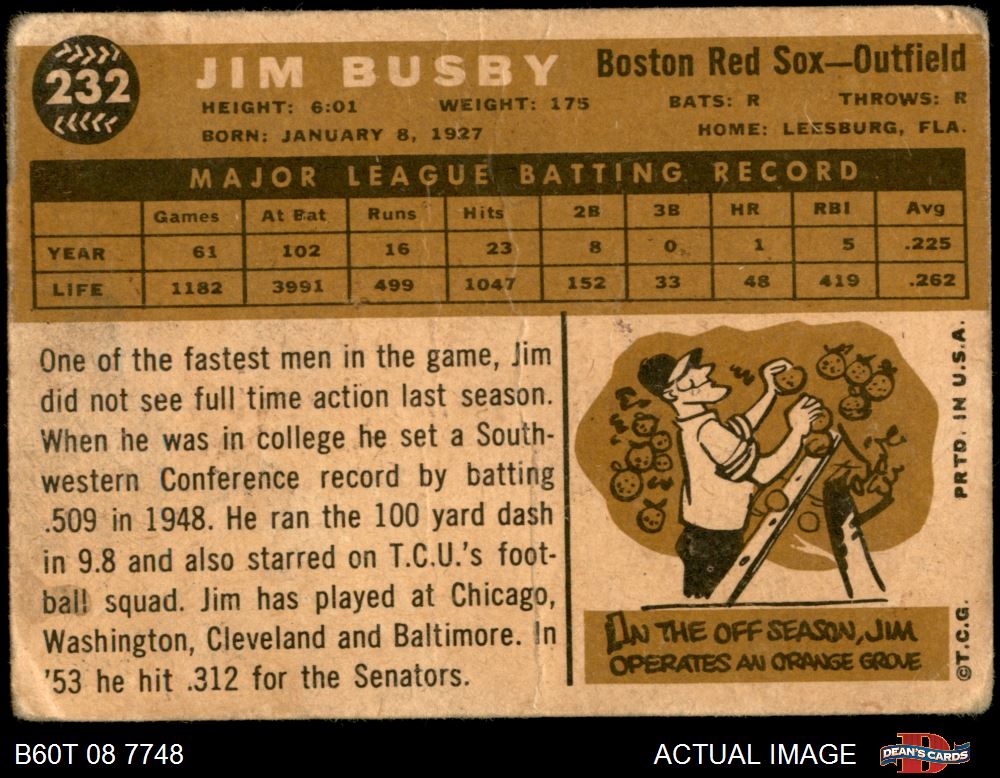 232
JIM BUSBY Boston Red Sox—Outfield
HEIGHT: 6:01 WEIGHT: 175 BATS: R THROWS: R
BORN: JANUARY 8, 1927 HOME: LEESBURG, FLA.
MAJOR LEAGUE BATTING RECORD
Games At Bat Runs Hits 2B 3B HR RBI Avg
YEAR 61 102 16 23 8 0 1 5 .225
LIFE 1182 3991 499 1047 152 33 48 419 .262
One of the fastest men in the game, Jim
did not see full time action last season.
When he was in college he set a South-
western Conference record by batting
.509 in 1948. He ran the 100 yard dash
in 9.8 and also starred on T.C.U.'s foot-
ball squad. Jim has played at Chicago,
Washington, Cleveland and Baltimore. In
'53 he hit .312 for the Senators.
IN THE OFF SEASON, JIM
OPERATES AN ORANGE GROVE
PRTD. IN U.S.A.
©T.C.G.
B60T 08 7748 ACTUAL IMAGE
D
DEAN'S CARDS